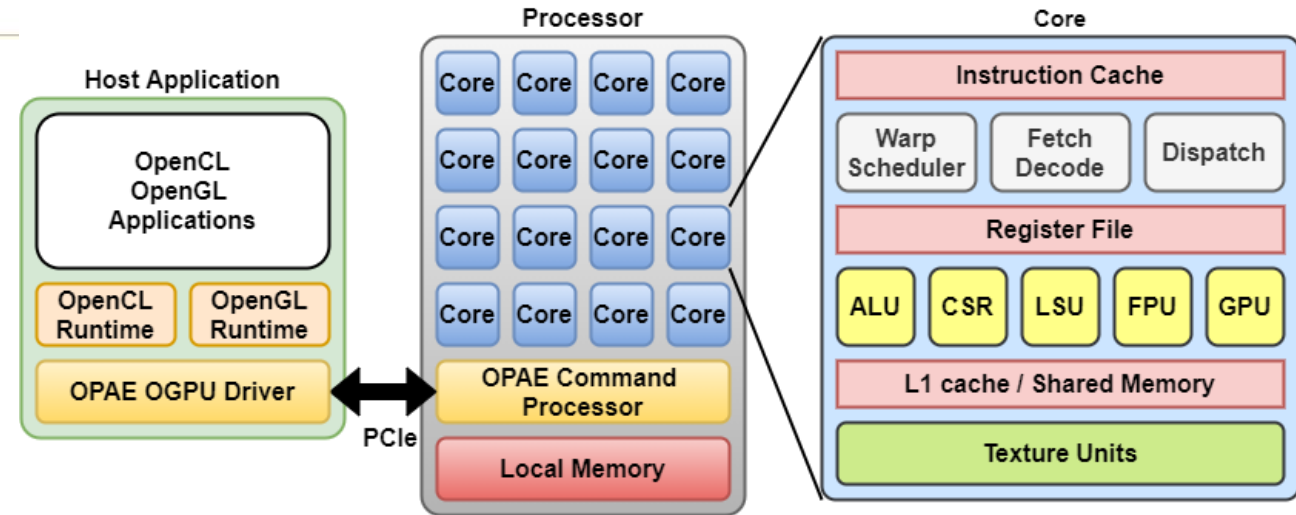 Host Application
OpenCL
OpenGL
Applications
OpenCL
Runtime
OpenGL
Runtime
OPAE OGPU Driver
PCIe
Processor
Core Core Core Core
Core Core Core Core
Core Core Core Core
Core Core Core Core
OPAE Command
Processor
Local Memory
Core
Instruction Cache
Warp
Scheduler
Fetch
Decode
Dispatch
Register File
ALU CSR LSU FPU GPU
L1 cache / Shared Memory
Texture Units